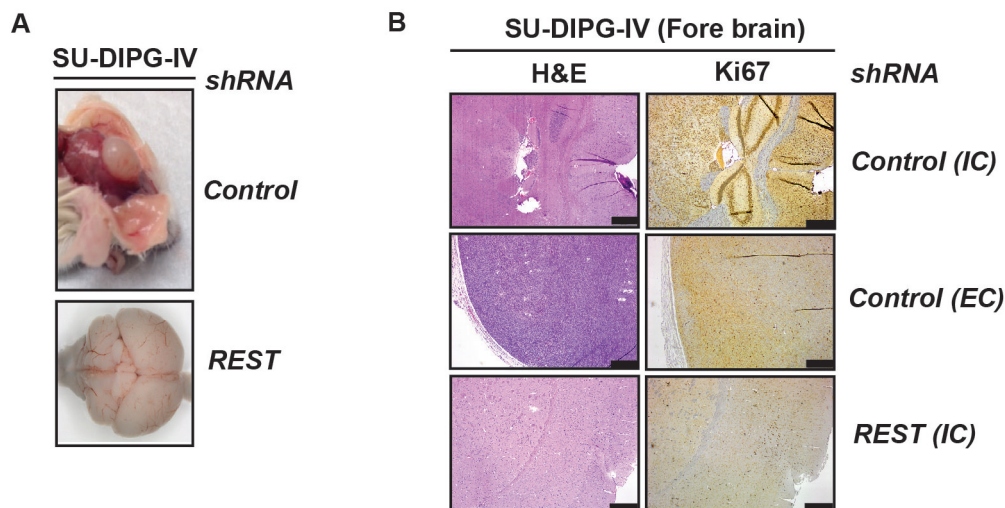 A
SU-DIPG-IV
shRNA
Control
REST
B
SU-DIPG-IV (Fore brain)
H&E
Ki67
shRNA
Control (IC)
Control (EC)
REST (IC)